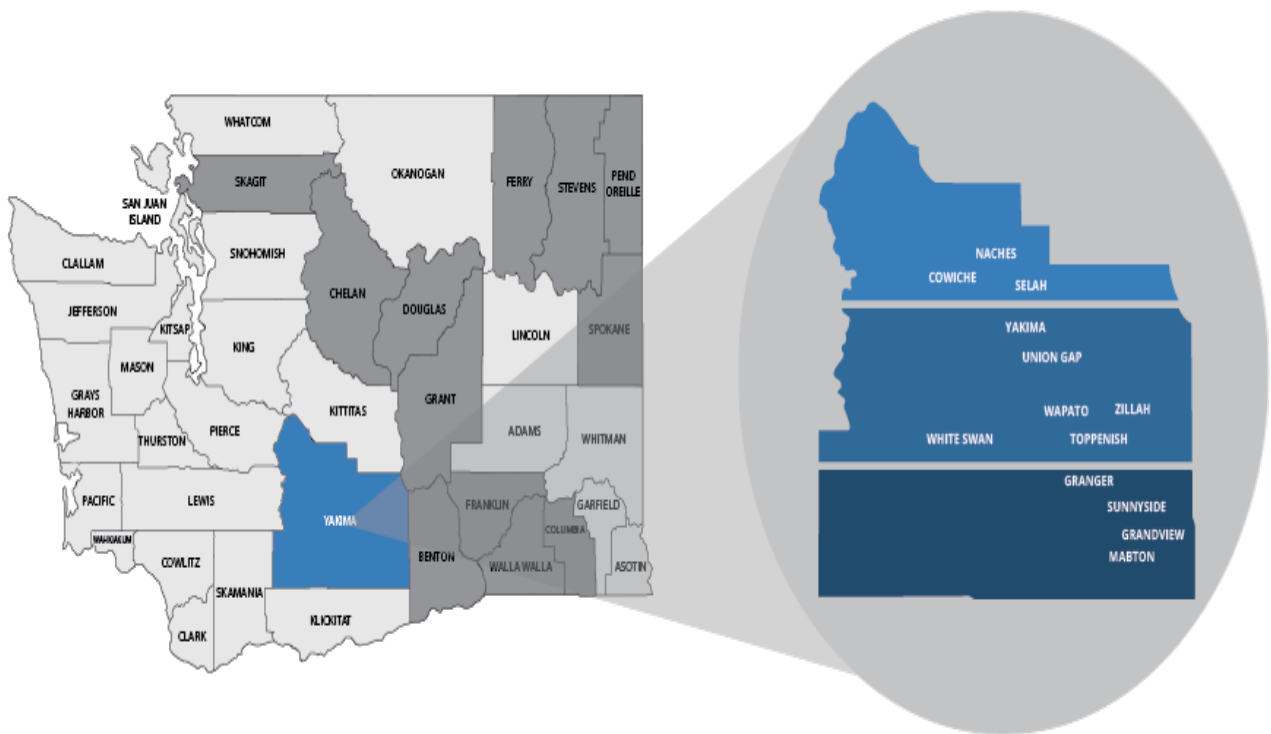 WHATCOM
SKAGIT
OKANOGAN
FERRY
STEVENS
PEND
OREILLE
SAN JUAN
ISLAND
SNOHOMISH
CLALLAM
CHELAN
DOUGLAS
JEFFERSON
KITSAP
KING
LINCOLN
SPOKANE
MASON
GRAYS
HARBOR
THURSTON
PIERCE
KITTITAS
GRANT
ADAMS
WHITMAN
PACIFIC
LEWIS
YAKIMA
FRANKLIN
GARFIELD
COLUMBIA
WAHKIAKUM
COWLITZ
BENTON
WALLA WALLA
ASOTIN
SKAMANIA
KLICKITAT
CLARK
NACHES
COWICHE
SELAH
YAKIMA
UNION GAP
WAPATO
ZILLAH
WHITE SWAN
TOPPENISH
GRANGER
SUNNYSIDE
GRANDVIEW
MABTON